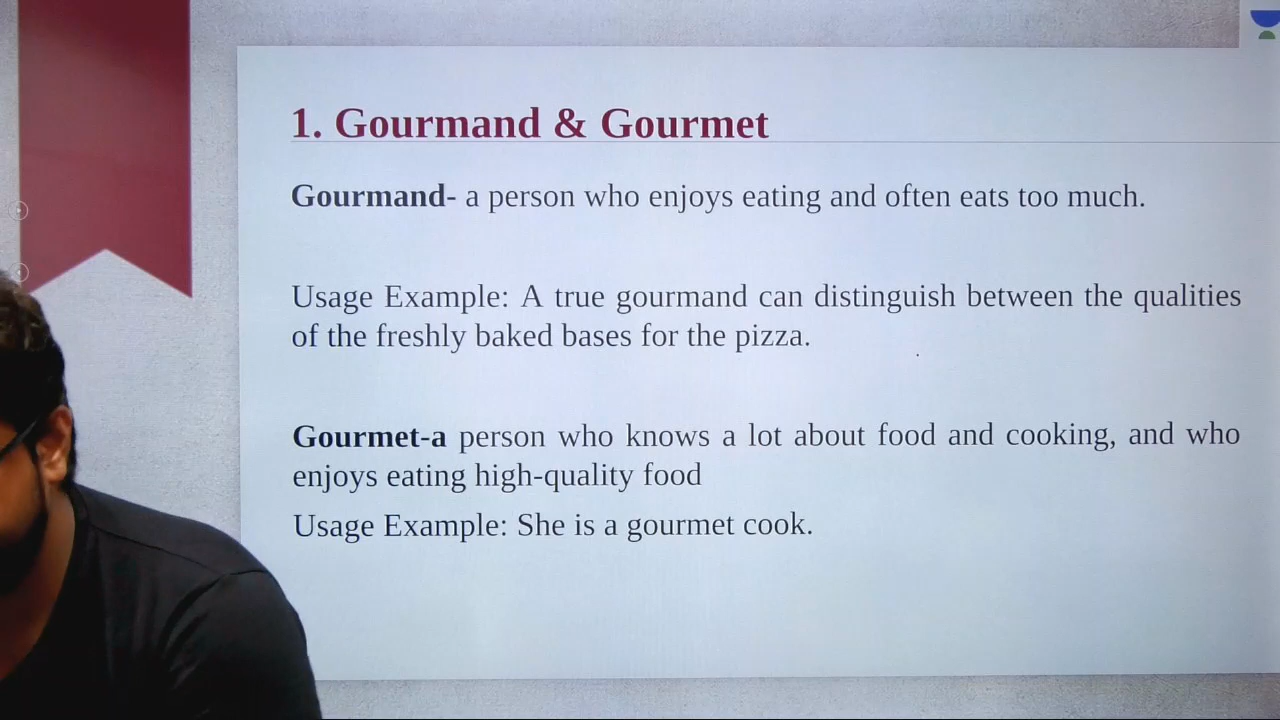 1. Gourmand & Gourmet
Gourmand- a person who enjoys eating and often eats too much.
Usage Example: A true gourmand can distinguish between the qualities
of the freshly baked bases for the pizza.
Gourmet-a person who knows a lot about food and cooking, and who
enjoys eating high-quality food
Usage Example: She is a gourmet cook.